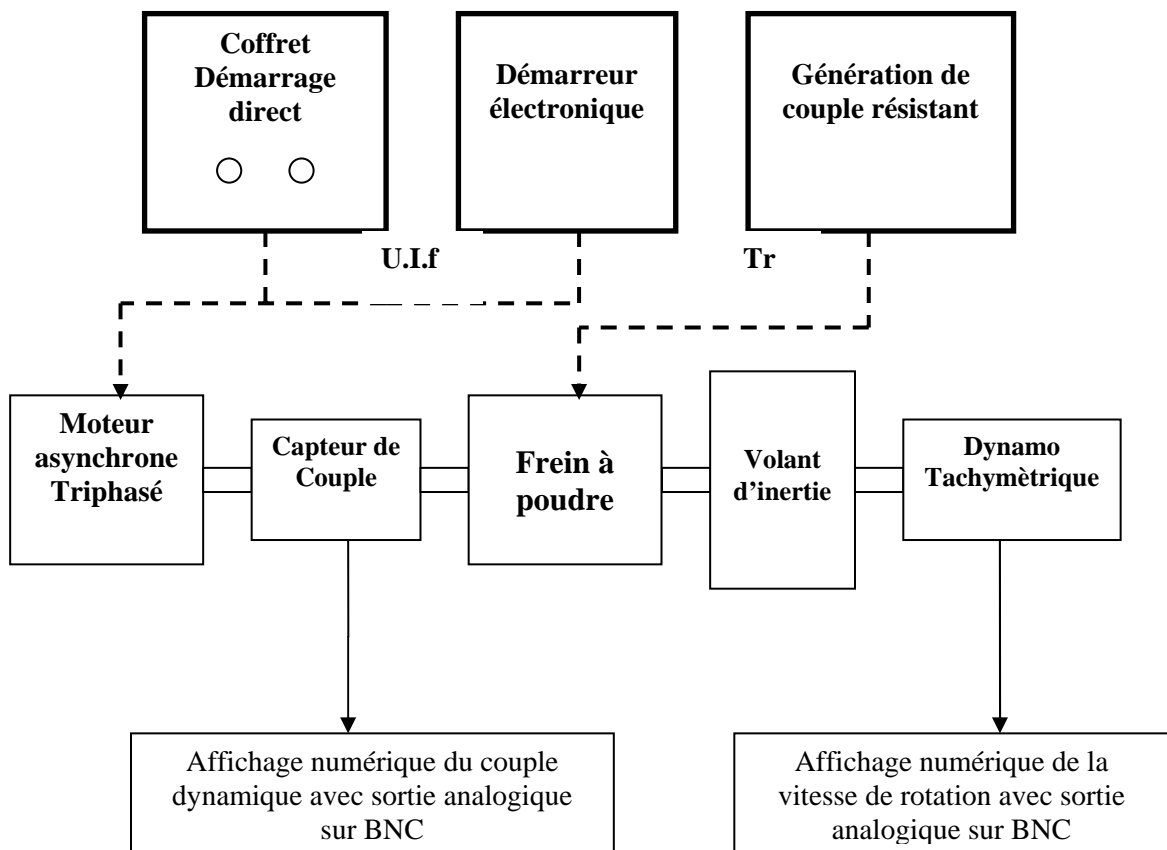 Coffret
Démarrage
direct
Démarreur
électronique
Génération de
couple résistant
U.I.f
Tr
Moteur
asynchrone
Triphasé
Capteur de
Couple
Frein à
poudre
Volant
d’inertie
Dynamo
Tachymètrique
Affichage numérique du couple
dynamique avec sortie analogique
sur BNC
Affichage numérique de la
vitesse de rotation avec sortie
analogique sur BNC